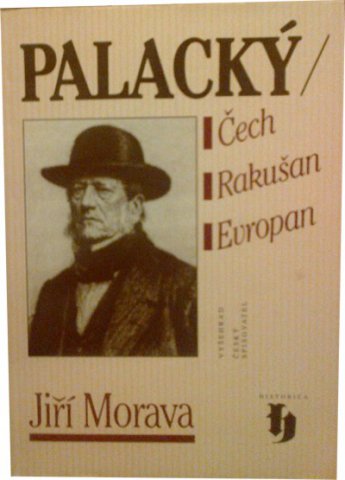 PALACKÝ/
Čech
Rakušan
Evropan
VYŠEHRAD
ČESKÝ
SPISOVATEL
Jiří Morava
HISTORICA
H